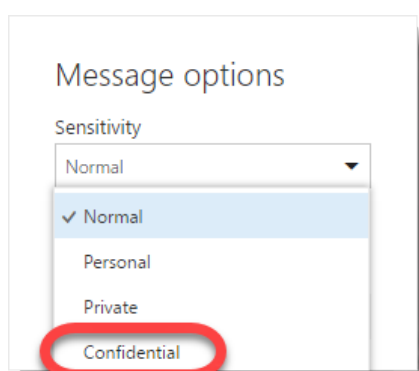 Message options
Sensitivity
Normal
Normal
Personal
Private
Confidential